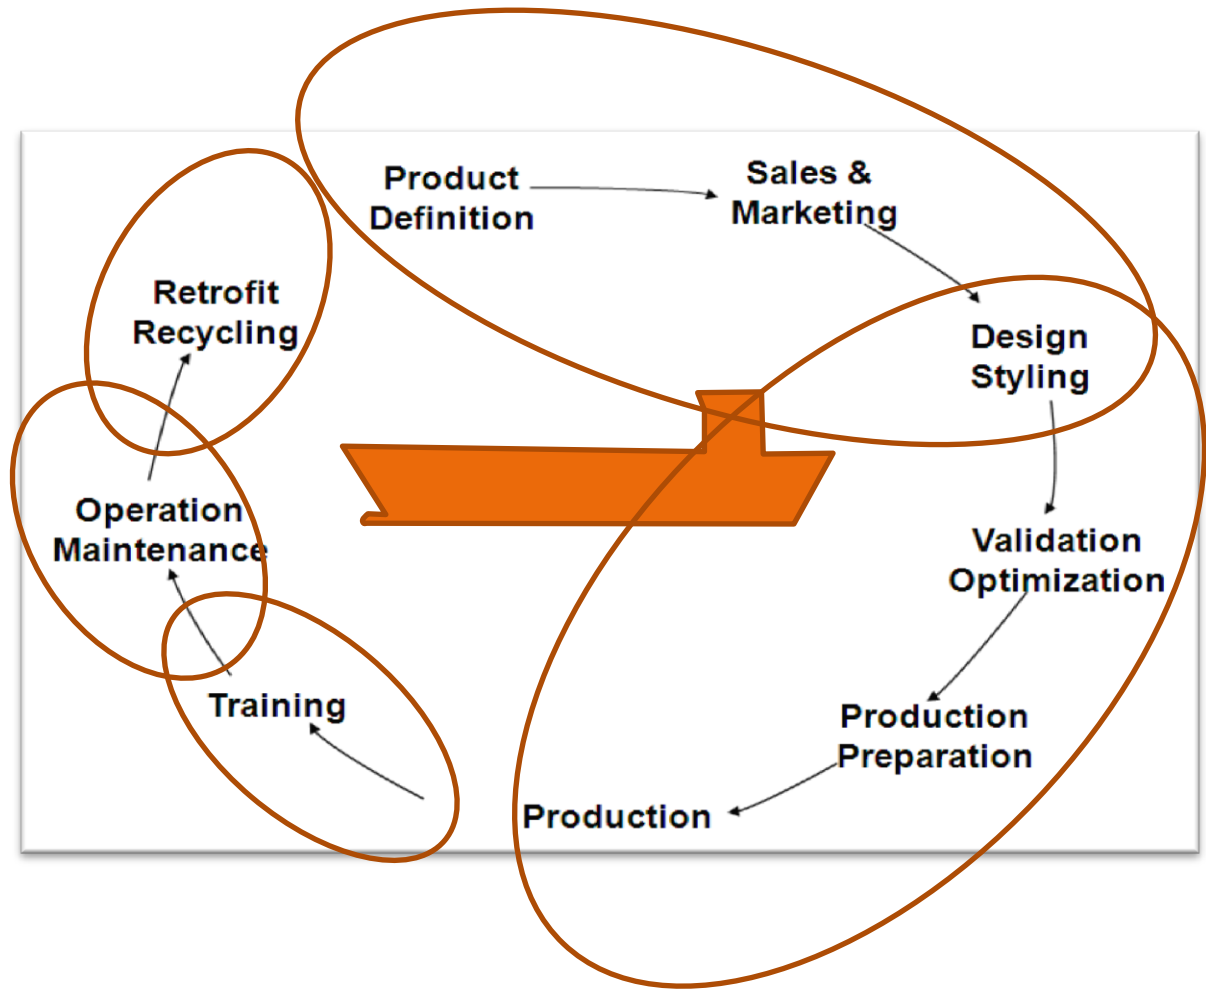 Product
Definition
Sales &
Marketing
Design
Styling
Validation
Optimization
Production
Preparation
Production
Training
Operation
Maintenance
Retrofit
Recycling